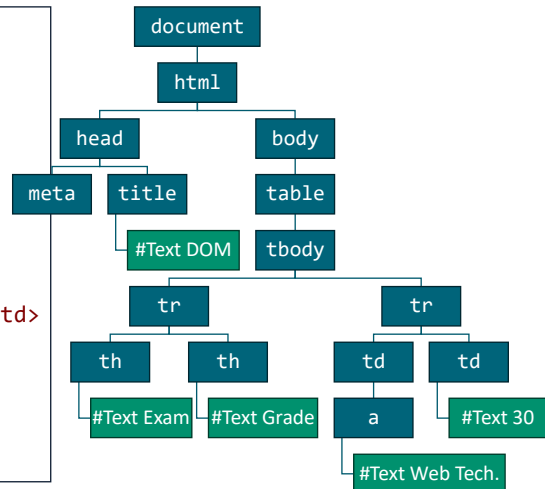 document
html
head body
meta title table
#Text DOM tbody
tr tr
td>
th th td td
#Text Exam #Text Grade a #Text 30
#Text Web Tech.